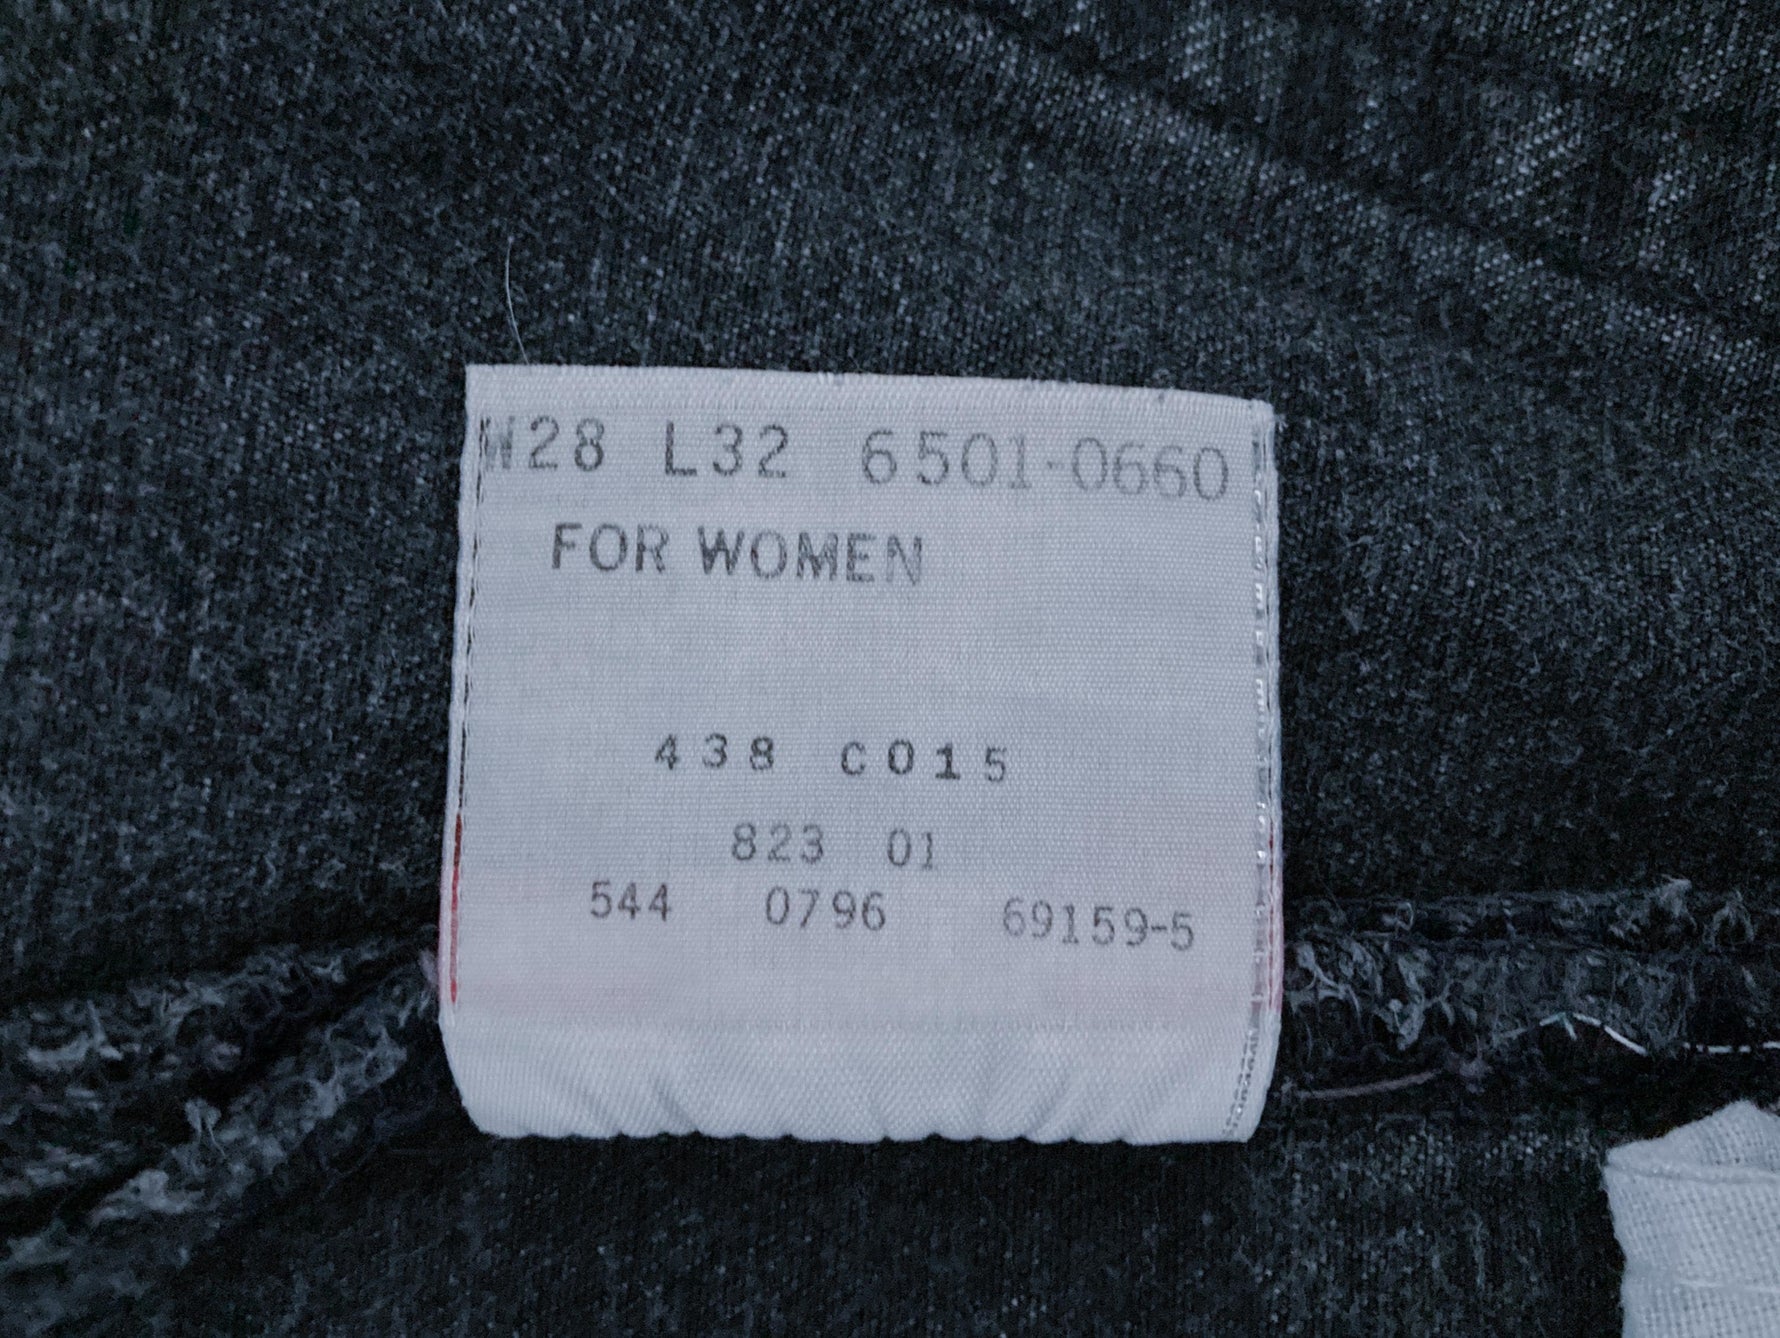 W28 L32 6501-0660
FOR WOMEN
438 C015
823 01
544 0796 69159-5